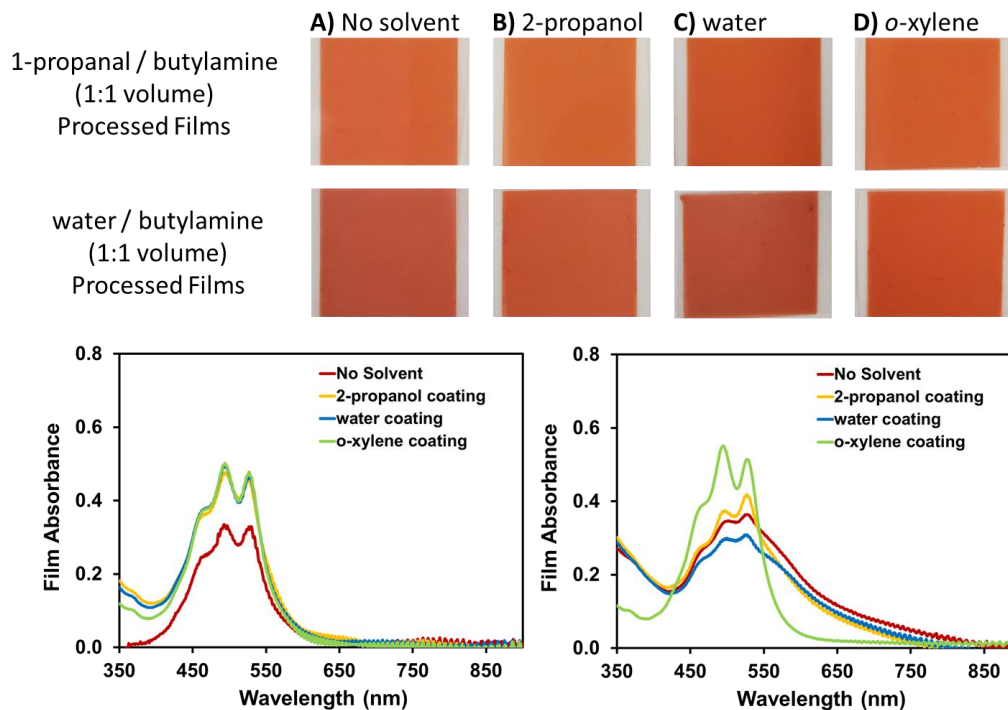 A) No solvent
B) 2-propanol
C) water
D) o-xylene
1-propanal / butylamine
(1:1 volume)
Processed Films
water / butylamine
(1:1 volume)
Processed Films
0.8
0.6
0.4
0.2
0.0
Film Absorbance
No Solvent
2-propanol coating
water coating
o-xylene coating
350
450
550
650
750
850
Wavelength (nm)
0.8
0.6
0.4
0.2
0.0
Film Absorbance
No Solvent
2-propanol coating
water coating
o-xylene coating
350
450
550
650
750
850
Wavelength (nm)